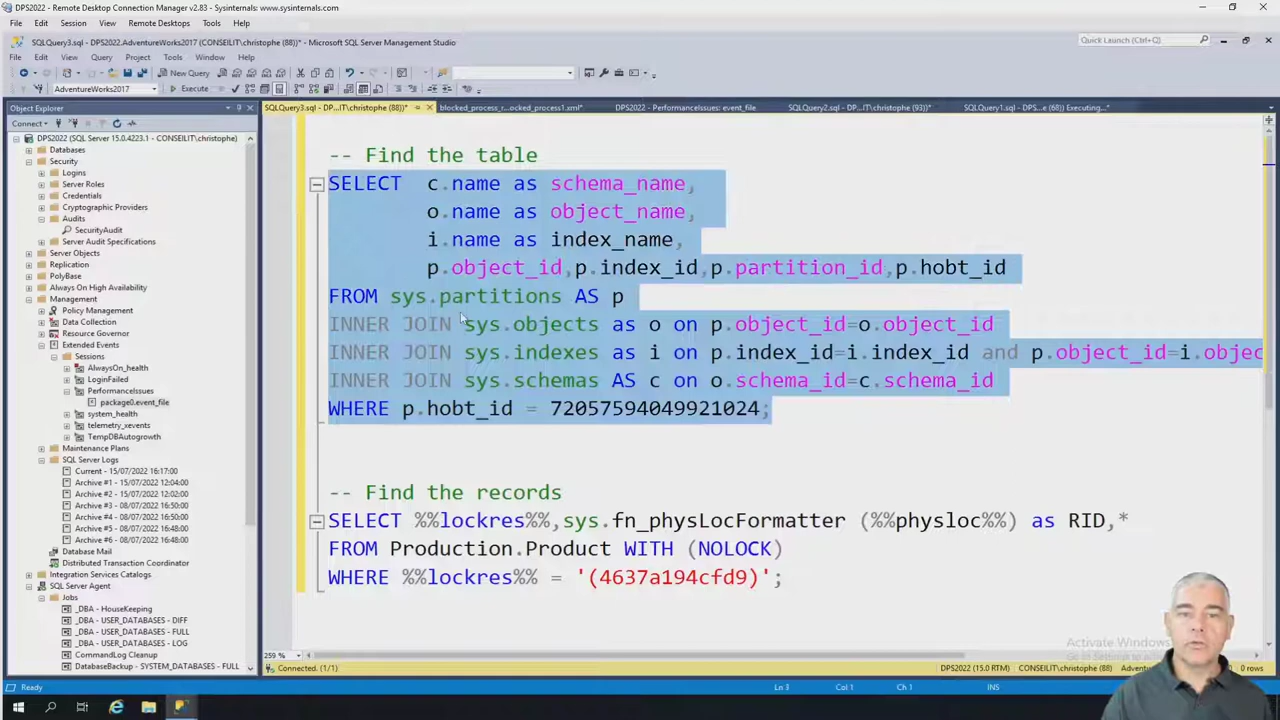 DPS2022 - Remote Desktop Connection Manager v2.83 - Sysinternals: www.sysinternals.com
File Edit Session View Remote Desktops Tools Help
SQLQuery3.sql - DPS2022.AdventureWorks2017 (CONSEILIT\christophe (88))* - Microsoft SQL Server Management Studio
Quick Launch (Ctrl+Q)
File Edit View Query Project Tools Window Help
New Query
AdventureWorks2017
Execute
Object Explorer
SQLQuery3.sql - DP...IT\christophe (88))*
blocked_process_r...ocked_process1.xml*
DPS2022 - PerformanceIssues: event_file
SQLQuery2.sql - DP...IT\christophe (93))*
SQLQuery1.sql - DPS...e (68)) Executing...*
Connect
DPS2022 (SQL Server 15.0.4223.1 - CONSEILIT\christophe)
Databases
Security
Logins
Server Roles
Credentials
Cryptographic Providers
Audits
SecurityAudit
Server Audit Specifications
Server Objects
Replication
PolyBase
Always On High Availability
Management
Policy Management
Data Collection
Resource Governor
Extended Events
Sessions
AlwaysOn_health
LoginFailed
PerformanceIssues
package0.event_file
system_health
telemetry_xevents
TempDBAutogrowth
Maintenance Plans
SQL Server Logs
Current - 15/07/2022 16:17:00
Archive #1 - 15/07/2022 12:04:00
Archive #2 - 15/07/2022 12:02:00
Archive #3 - 08/07/2022 16:50:00
Archive #4 - 08/07/2022 16:50:00
Archive #5 - 08/07/2022 16:48:00
Archive #6 - 08/07/2022 16:48:00
Database Mail
Distributed Transaction Coordinator
Integration Services Catalogs
SQL Server Agent
Jobs
_DBA - HouseKeeping
_DBA - USER_DATABASES - DIFF
_DBA - USER_DATABASES - FULL
_DBA - USER_DATABASES - LOG
CommandLog Cleanup
DatabaseBackup - SYSTEM_DATABASES - FULL
-- Find the table
SELECT c.name as schema_name,
o.name as object_name,
i.name as index_name,
p.object_id,p.index_id,p.partition_id,p.hobt_id
FROM sys.partitions AS p
INNER JOIN sys.objects as o on p.object_id=o.object_id
INNER JOIN sys.indexes as i on p.index_id=i.index_id and p.object_id=i.objec
INNER JOIN sys.schemas AS c on o.schema_id=c.schema_id
WHERE p.hobt_id = 72057594049921024;
-- Find the records
SELECT %%lockres%%,sys.fn_physLocFormatter (%%physloc%%) as RID,*
FROM Production.Product WITH (NOLOCK)
WHERE %%lockres%% = '(4637a194cfd9)';
Activate Windows
259 %
Connected. (1/1)
DPS2022 (15.0 RTM) CONSEILIT\christophe (88) 0 rows
Ready
Ln 3 Col 1 Ch 1 INS